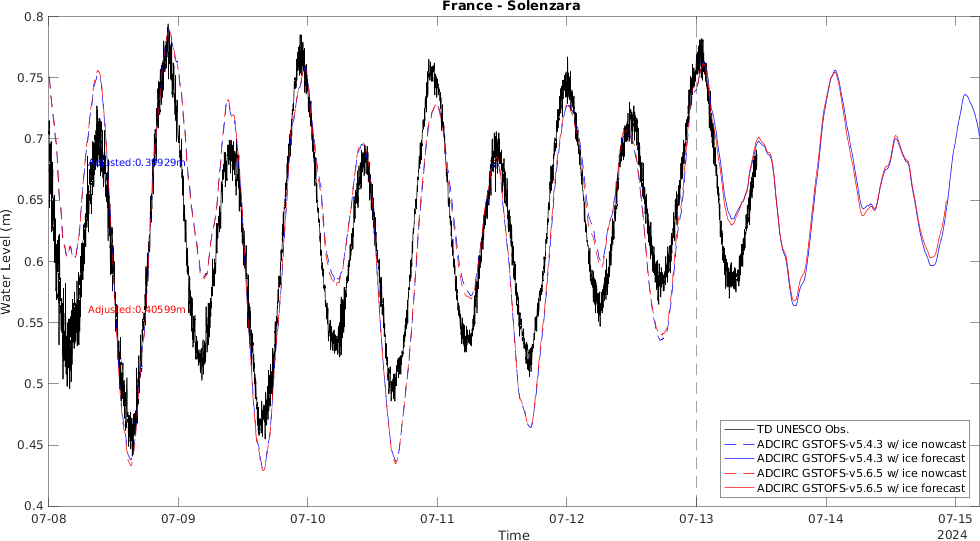 France - Solenzara
0.8
0.75
0.7
0.65
0.6
0.55
0.5
0.45
0.4
Water Level (m)
Adjusted:0.39929m
Adjusted:0.40599m
TD UNESCO Obs.
ADCIRC GSTOFS-v5.4.3 w/ ice nowcast
ADCIRC GSTOFS-v5.4.3 w/ ice forecast
ADCIRC GSTOFS-v5.6.5 w/ ice nowcast
ADCIRC GSTOFS-v5.6.5 w/ ice forecast
07-08 07-09 07-10 07-11 07-12 07-13 07-14 07-15
Time
2024